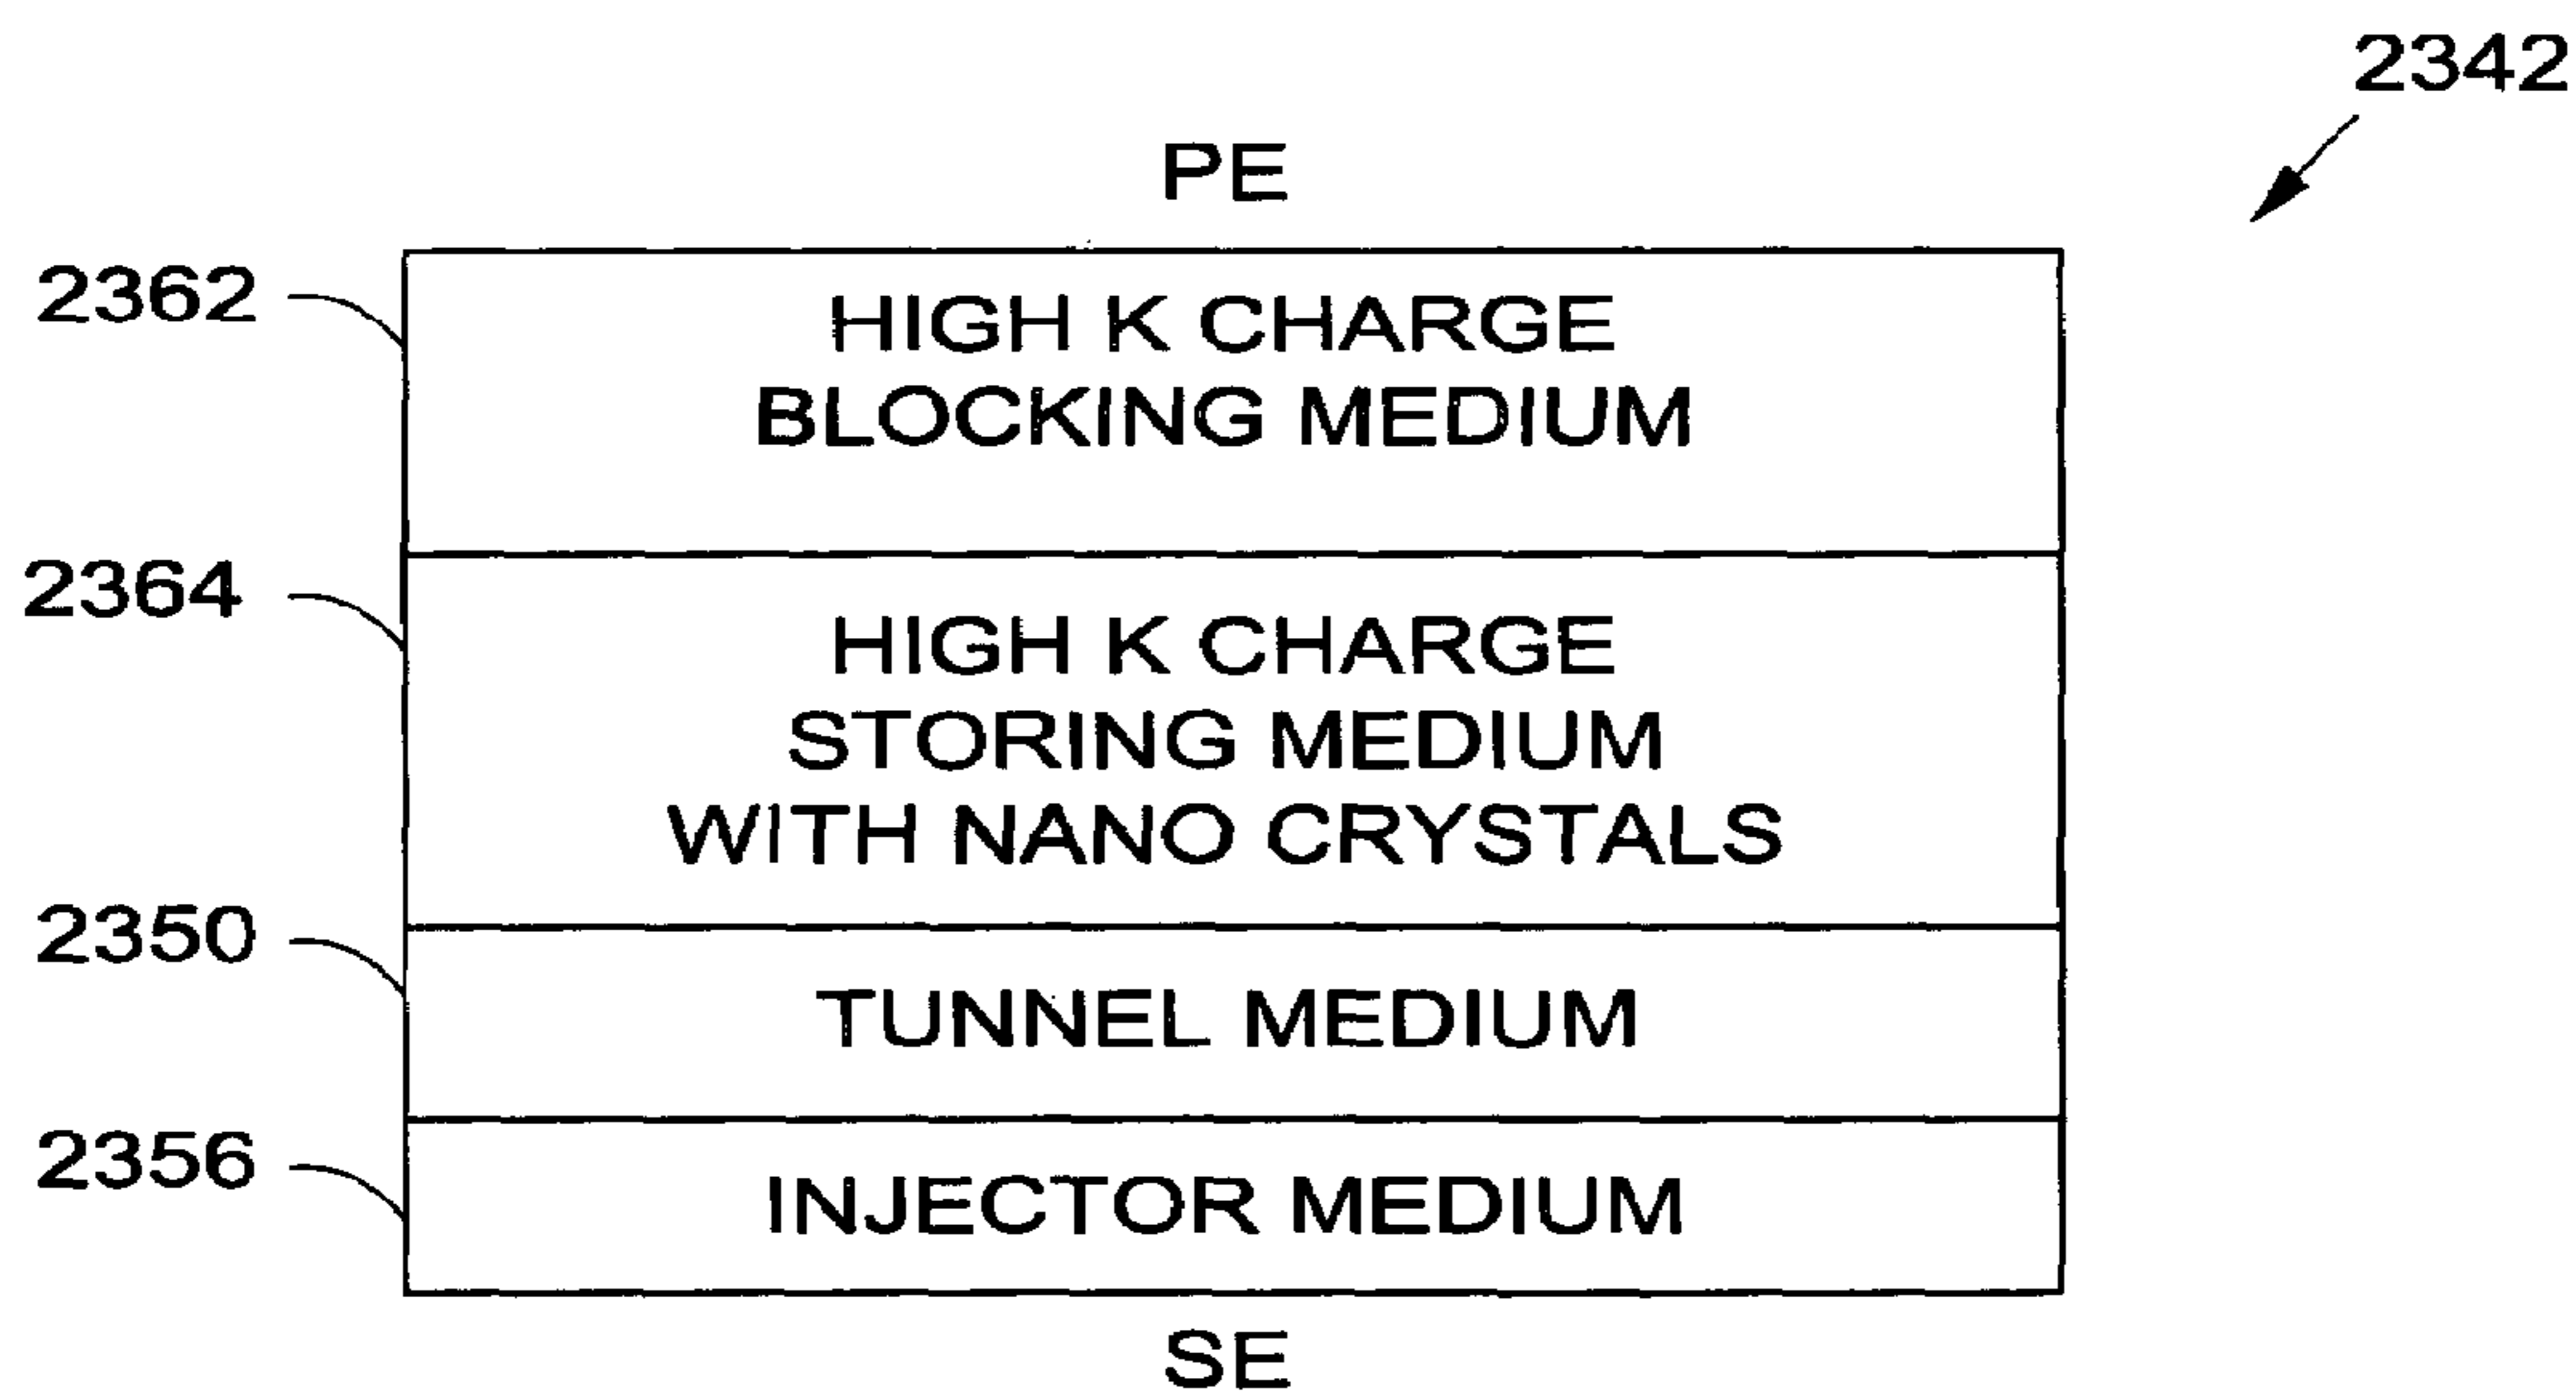 2342
PE
2362
HIGH K CHARGE
BLOCKING MEDIUM
2364
HIGH K CHARGE
STORING MEDIUM
WITH NANO CRYSTALS
2350
TUNNEL MEDIUM
2356
INJECTOR MEDIUM
SE